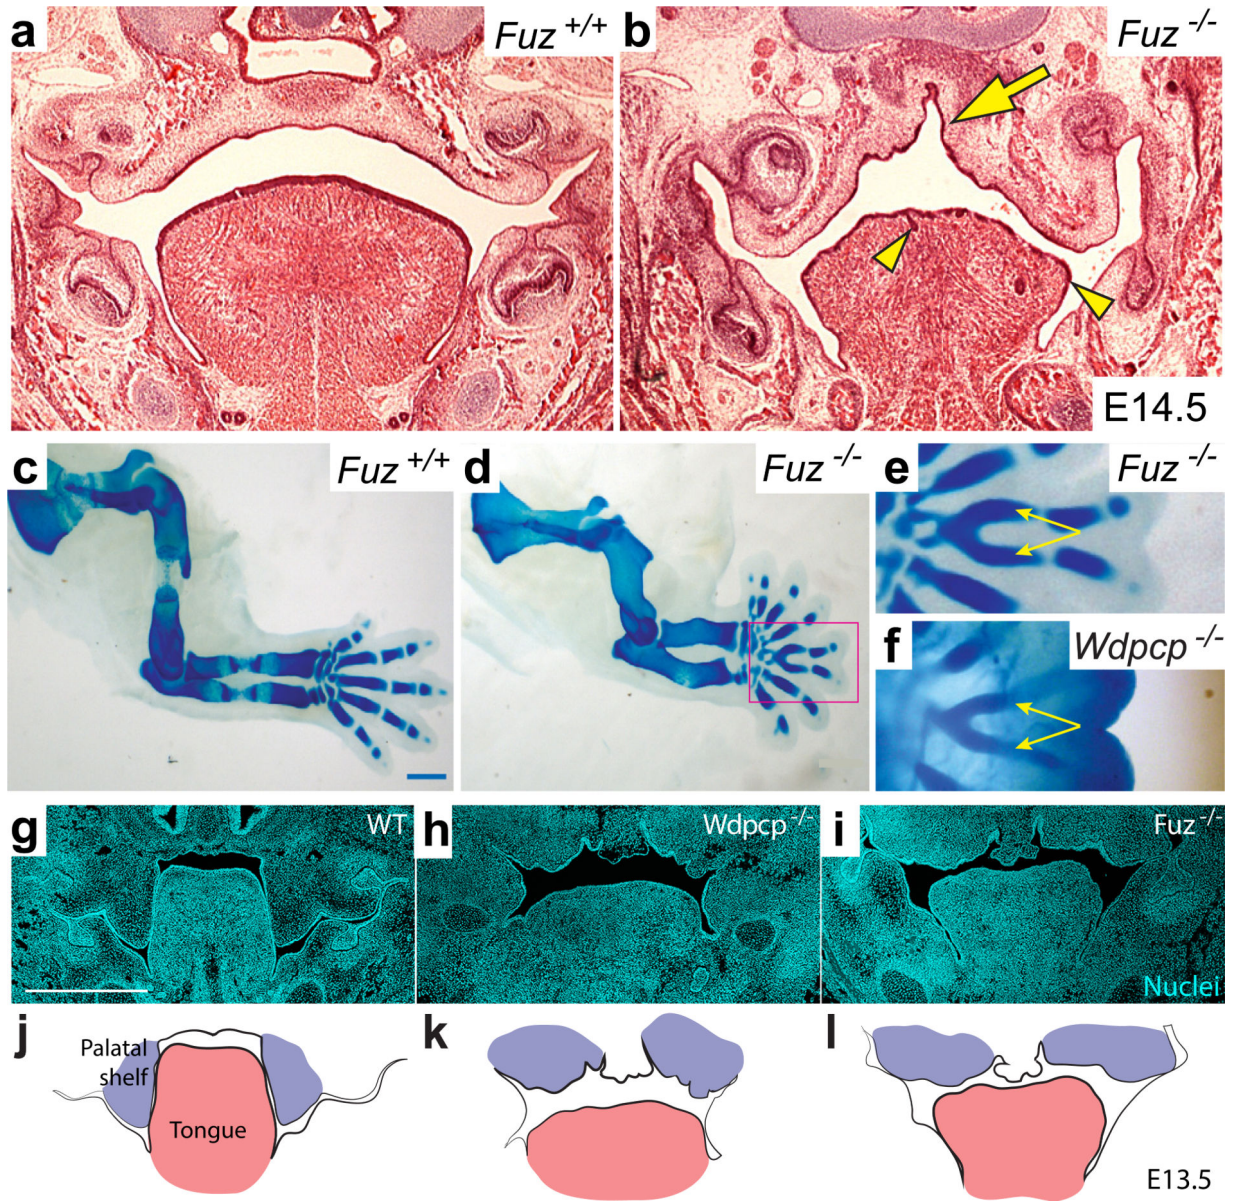 a
Fuz +/+
b
Fuz -/-
E14.5
c
Fuz +/+
d
Fuz -/-
e
Fuz -/-
f
Wdpcp -/-
g
WT
h
Wdpcp -/-
i
Fuz -/-
Nuclei
j
Palatal
shelf
Tongue
k
l
E13.5